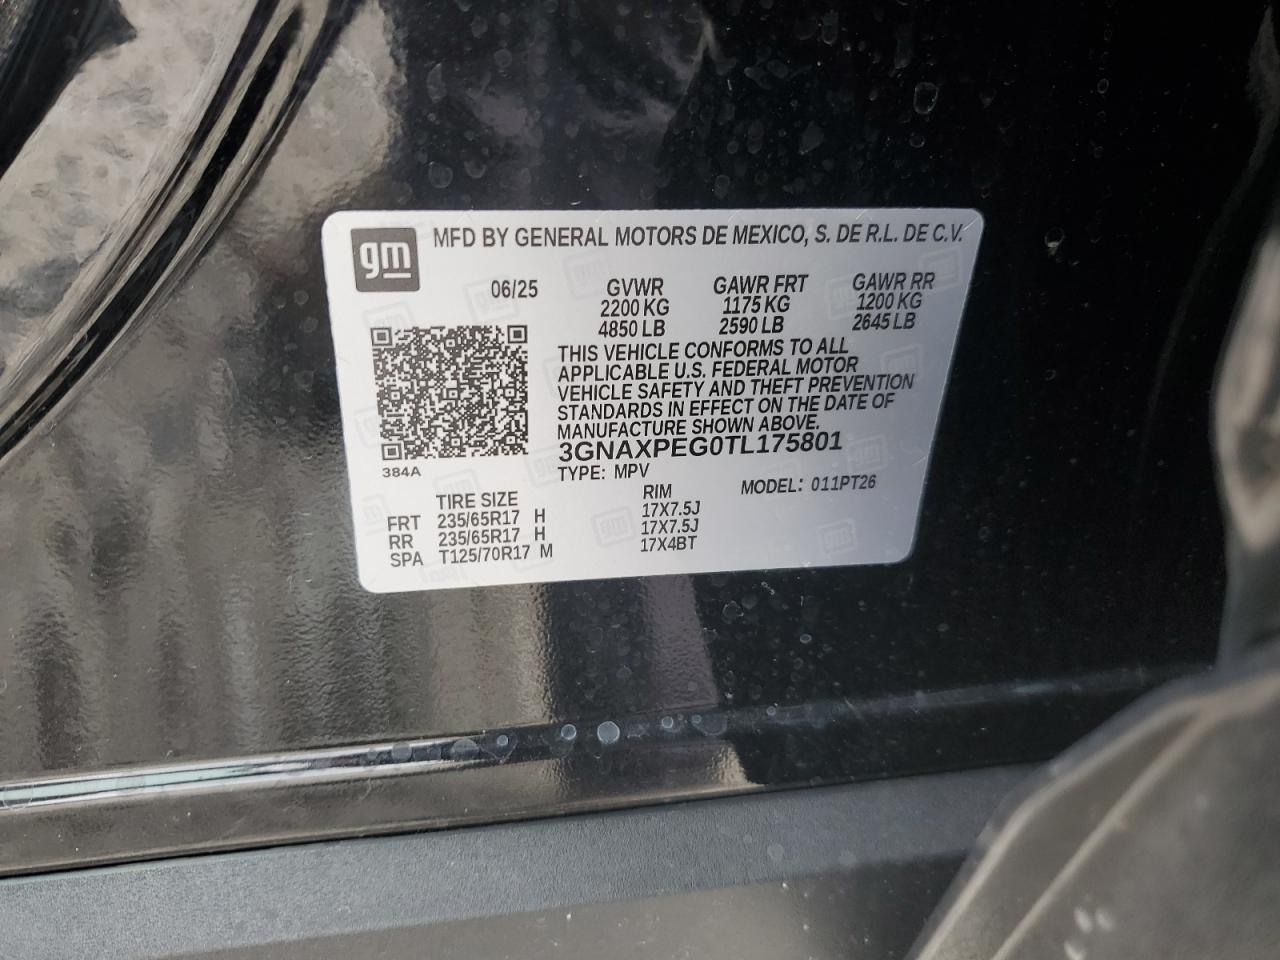 gm MFD BY GENERAL MOTORS DE MEXICO, S. DE R.L. DE C.V.
06/25 GVWR GAWR FRT GAWR RR
2200 KG 1175 KG 1200 KG
4850 LB 2590 LB 2645 LB
THIS VEHICLE CONFORMS TO ALL
APPLICABLE U.S. FEDERAL MOTOR
VEHICLE SAFETY AND THEFT PREVENTION
STANDARDS IN EFFECT ON THE DATE OF
MANUFACTURE SHOWN ABOVE.
384A
3GNAXPEG0TL175801
TYPE: MPV MODEL: 011PT26
TIRE SIZE RIM
FRT 235/65R17 H 17X7.5J
RR 235/65R17 H 17X7.5J
SPA T125/70R17 M 17X4BT